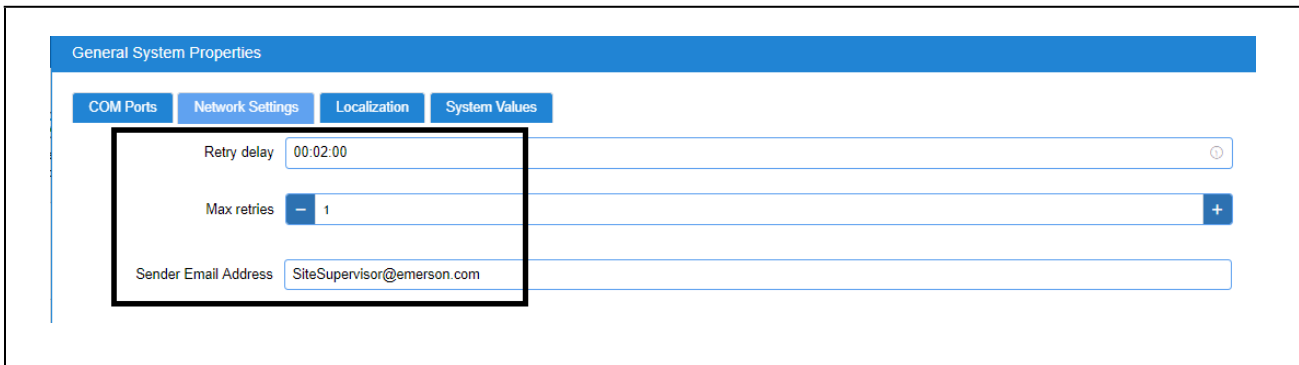 General System Properties
COM Ports Network Settings Localization System Values
Retry delay 00:02:00
Max retries − 1 +
Sender Email Address SiteSupervisor@emerson.com